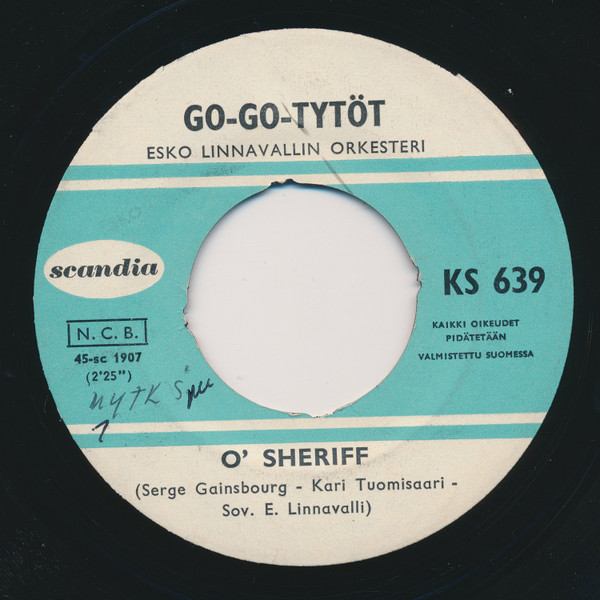 GO-GO-TYTÖT
ESKO LINNAVALLIN ORKESTERI
scandia
KS 639
N. C. B.
45-sc 1907
(2'25")
KAIKKI OIKEUDET
PIDÄTETÄÄN
VALMISTETTU SUOMESSA
O' SHERIFF
(Serge Gainsbourg - Kari Tuomisaari -
Sov. E. Linnavalli)